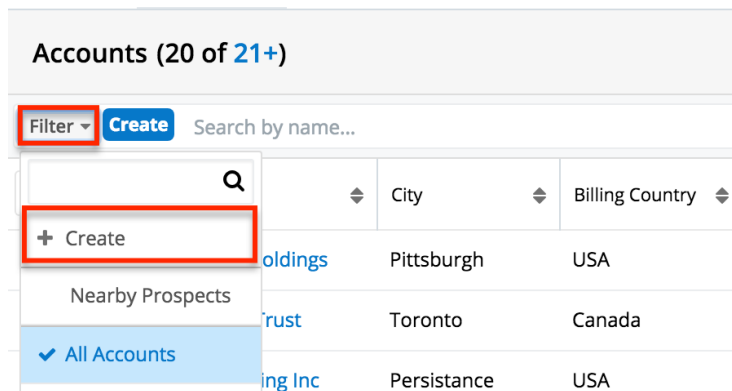 Accounts (20 of 21+)
Filter Create Search by name...
City Billing Country
+ Create
oldings Pittsburgh USA
Nearby Prospects
Trust Toronto Canada
✓ All Accounts
ing Inc Persistance USA